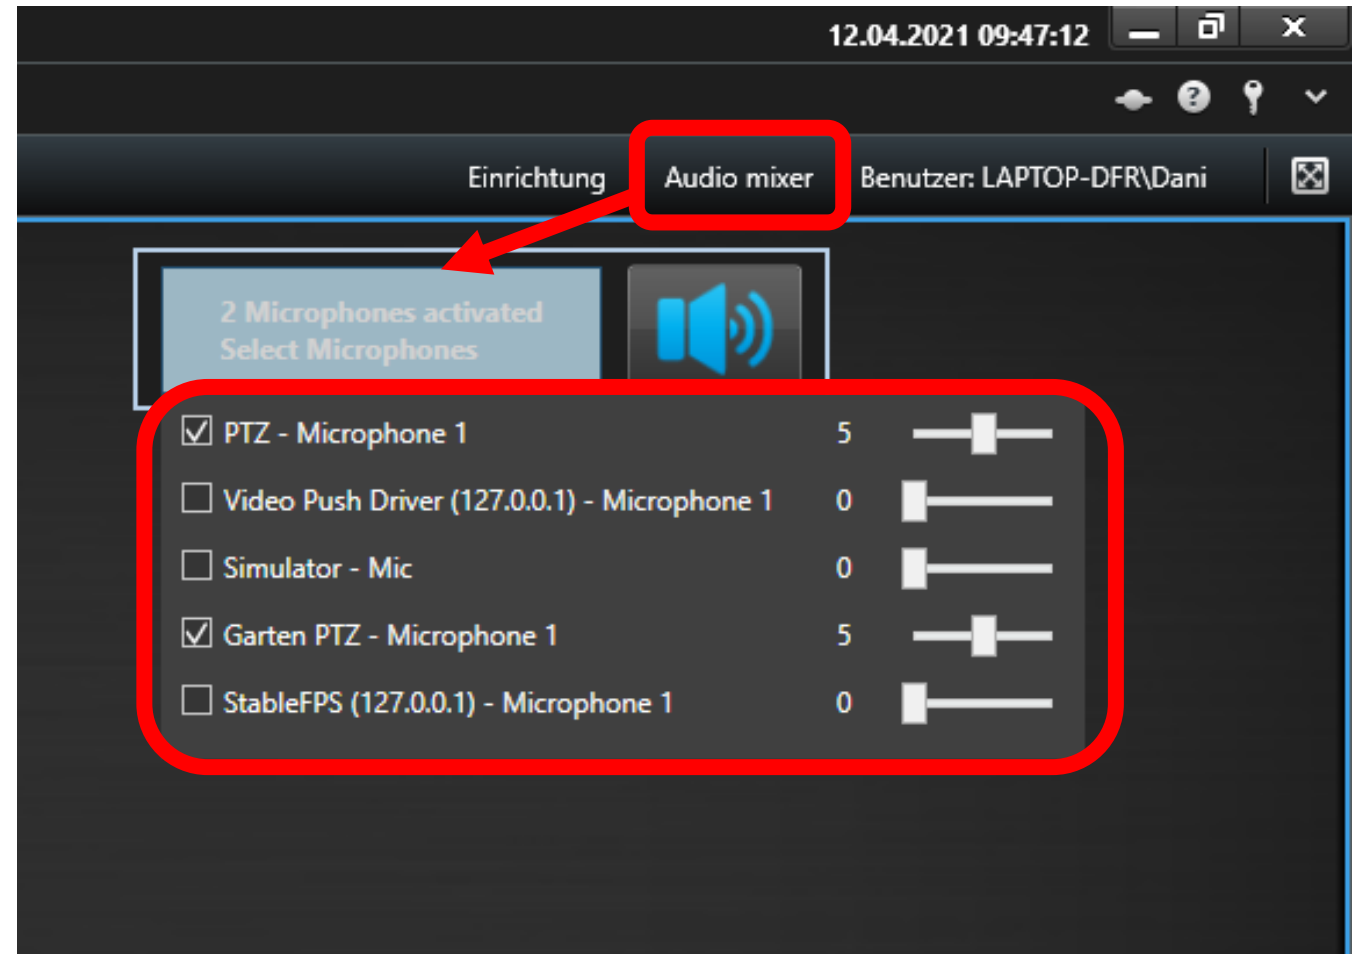 12.04.2021 09:47:12
Einrichtung Audio mixer Benutzer: LAPTOP-DFR\Dani
2 Microphones activated
Select Microphones
PTZ - Microphone 1 5
Video Push Driver (127.0.0.1) - Microphone 1 0
Simulator - Mic 0
Garten PTZ - Microphone 1 5
StableFPS (127.0.0.1) - Microphone 1 0